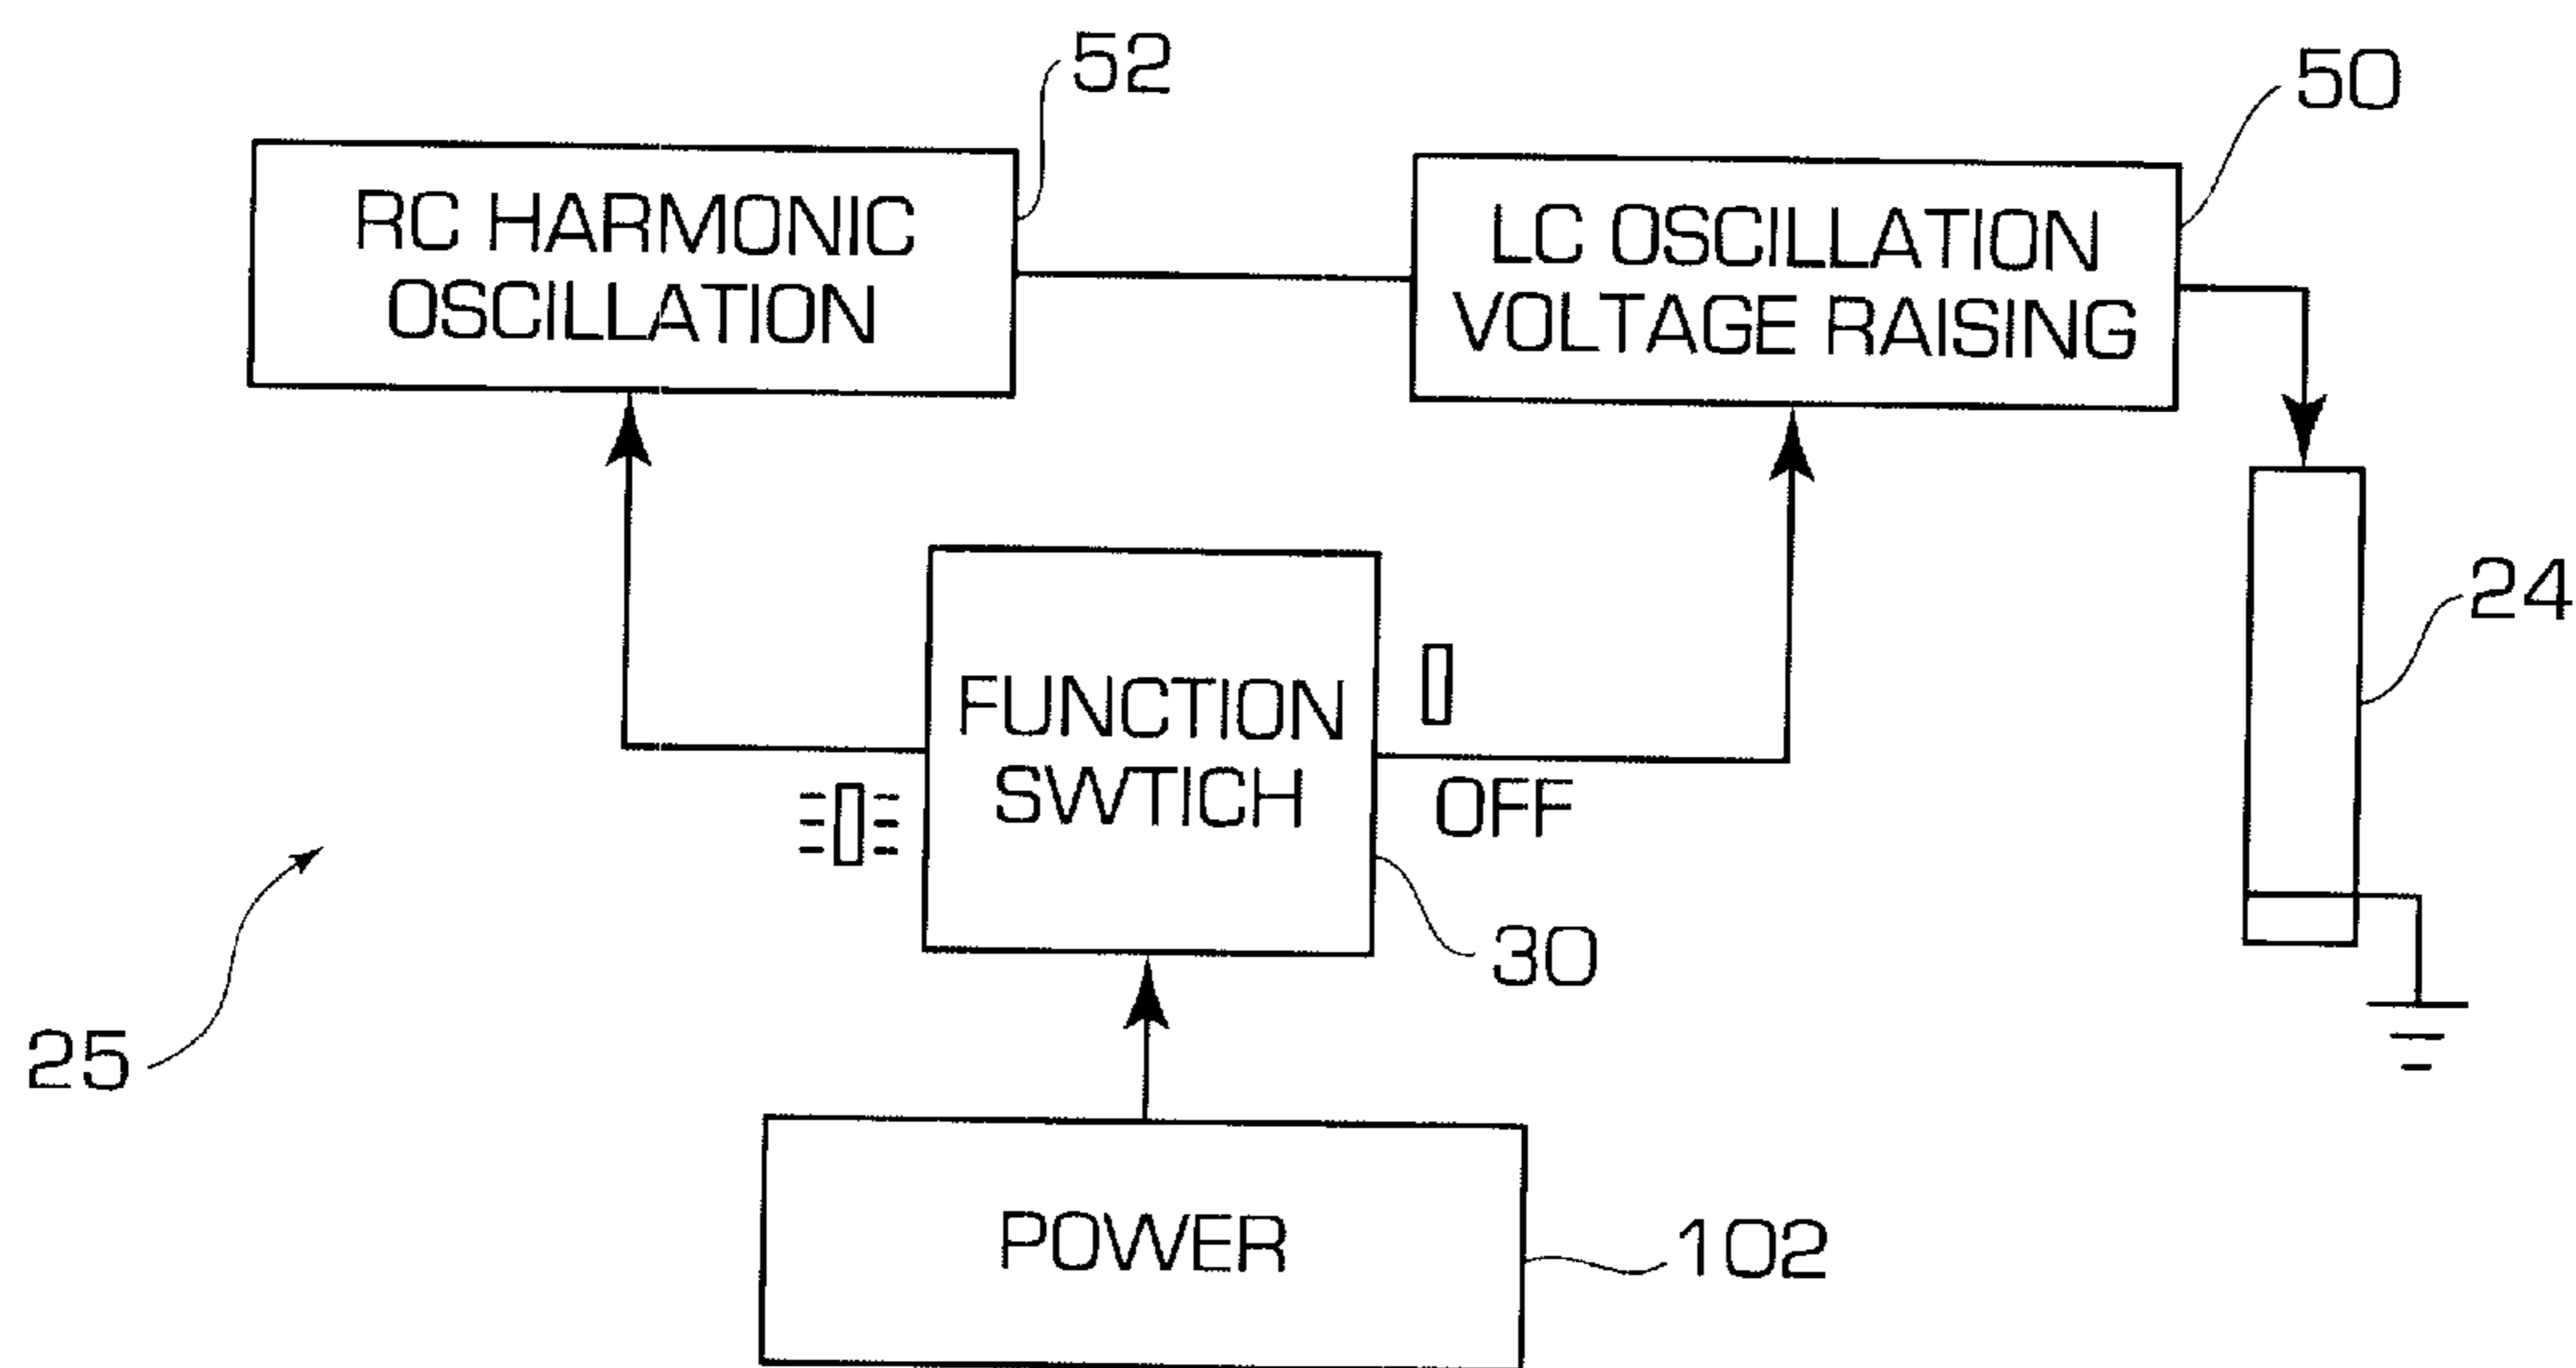 52
50
RC HARMONIC
OSCILLATION
LC OSCILLATION
VOLTAGE RAISING
24
FUNCTION
SWTICH
OFF
30
25
POWER
102